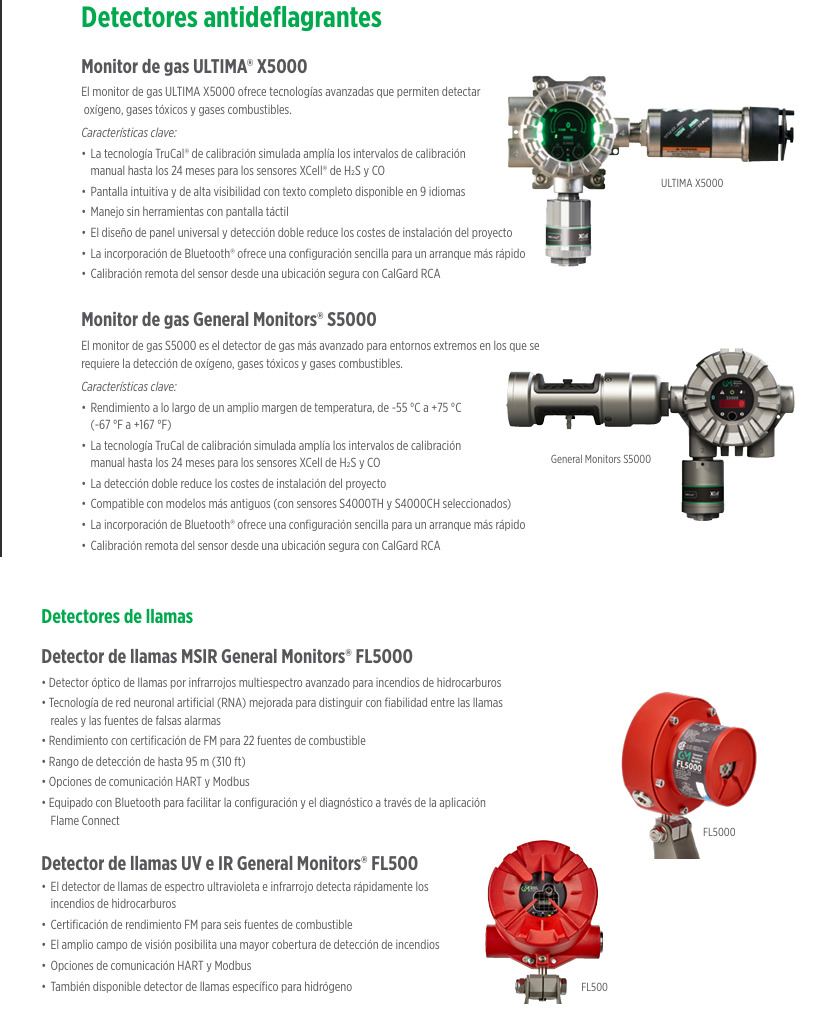 Detectores antideflagrantes
Monitor de gas ULTIMA® X5000
El monitor de gas ULTIMA X5000 ofrece tecnologías avanzadas que permiten detectar
oxígeno, gases tóxicos y gases combustibles.
Características clave:
• La tecnología TruCal® de calibración simulada amplía los intervalos de calibración
manual hasta los 24 meses para los sensores XCell® de H₂S y CO
• Pantalla intuitiva y de alta visibilidad con texto completo disponible en 9 idiomas
• Manejo sin herramientas con pantalla táctil
• El diseño de panel universal y detección doble reduce los costes de instalación del proyecto
• La incorporación de Bluetooth® ofrece una configuración sencilla para un arranque más rápido
• Calibración remota del sensor desde una ubicación segura con CalGard RCA
ULTIMA X5000
XCell
Monitor de gas General Monitors® S5000
El monitor de gas S5000 es el detector de gas más avanzado para entornos extremos en los que se
requiere la detección de oxígeno, gases tóxicos y gases combustibles.
Características clave:
• Rendimiento a lo largo de un amplio margen de temperatura, de -55 °C a +75 °C
(-67 °F a +167 °F)
• La tecnología TruCal de calibración simulada amplía los intervalos de calibración
manual hasta los 24 meses para los sensores XCell de H₂S y CO
• La detección doble reduce los costes de instalación del proyecto
• Compatible con modelos más antiguos (con sensores S4000TH y S4000CH seleccionados)
• La incorporación de Bluetooth® ofrece una configuración sencilla para un arranque más rápido
• Calibración remota del sensor desde una ubicación segura con CalGard RCA
GM
S5000
General Monitors S5000
XCell
Detectores de llamas
Detector de llamas MSIR General Monitors® FL5000
• Detector óptico de llamas por infrarrojos multiespectro avanzado para incendios de hidrocarburos
• Tecnología de red neuronal artificial (RNA) mejorada para distinguir con fiabilidad entre las llamas
reales y las fuentes de falsas alarmas
• Rendimiento con certificación de FM para 22 fuentes de combustible
• Rango de detección de hasta 95 m (310 ft)
• Opciones de comunicación HART y Modbus
• Equipado con Bluetooth para facilitar la configuración y el diagnóstico a través de la aplicación
Flame Connect
GM General Monitors
FL5000
FL5000
Detector de llamas UV e IR General Monitors® FL500
• El detector de llamas de espectro ultravioleta e infrarrojo detecta rápidamente los
incendios de hidrocarburos
• Certificación de rendimiento FM para seis fuentes de combustible
• El amplio campo de visión posibilita una mayor cobertura de detección de incendios
• Opciones de comunicación HART y Modbus
• También disponible detector de llamas específico para hidrógeno
GM
FL500